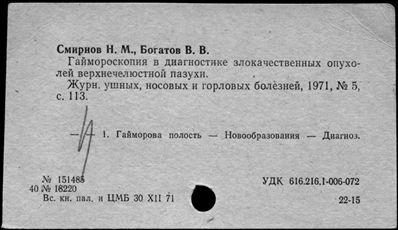 Смирнов Н. М., Богатов В. В.
Гаймороскопия в диагностике злокачественных опухо-
лей верхнечелюстной пазухи.
Журн. ушных, носовых и горловых болезней, 1971, № 5,
с. 113.
1. Гайморова полость — Новообразования — Диагноз.
№ 151485
40 № 18220
УДК 616.216.1-006-072
Вс. кн. пал. и ЦМБ 30 XII 71
22-15